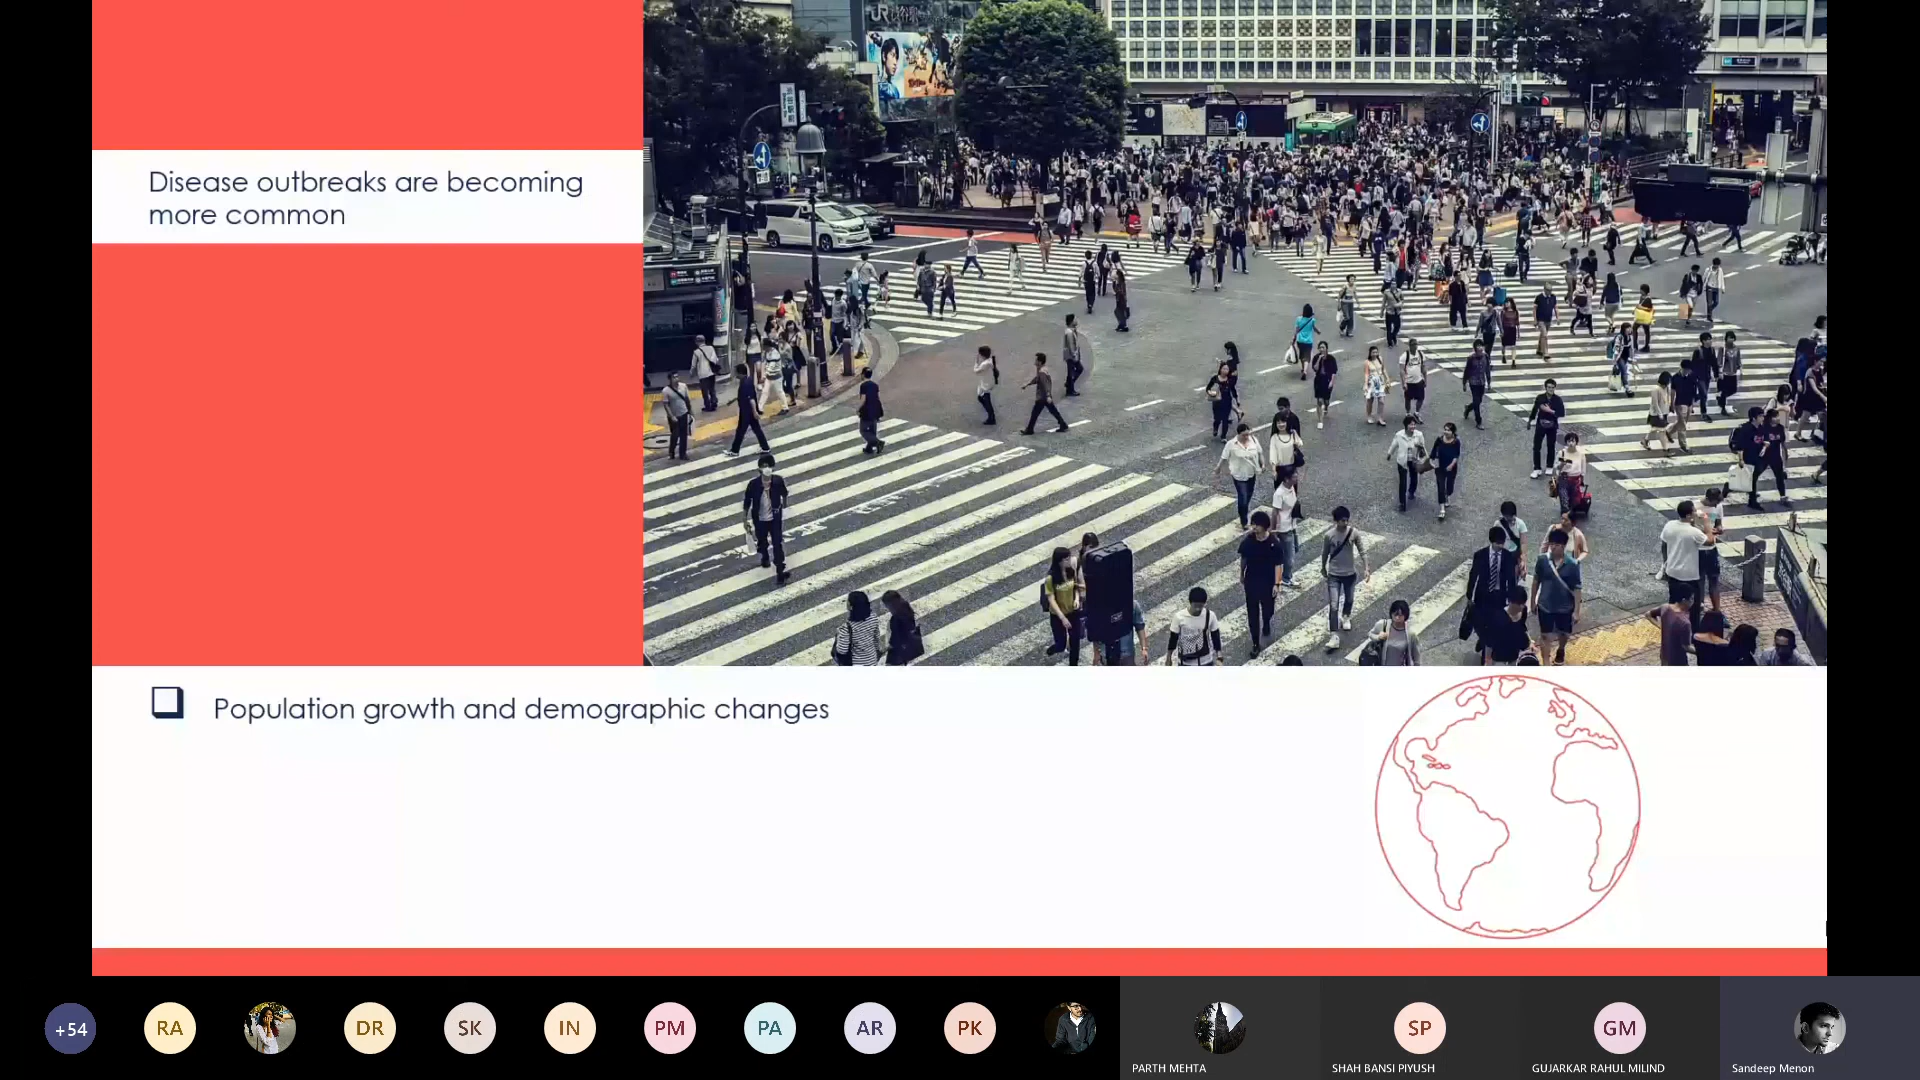 JR
Disease outbreaks are becoming
more common
Population growth and demographic changes
+54
RA
DR
SK
IN
PM
PA
AR
PK
SP
GM
PARTH MEHTA
SHAH BANSI PIYUSH
GUJARKAR RAHUL MILIND
Sandeep Menon